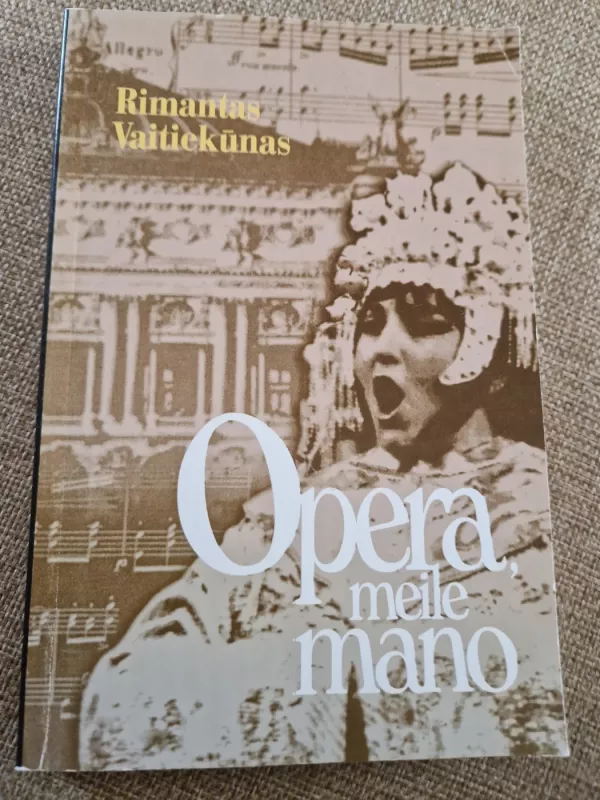 Allegro
Rimantas
Vaitiekūnas
Opera,
meile
mano